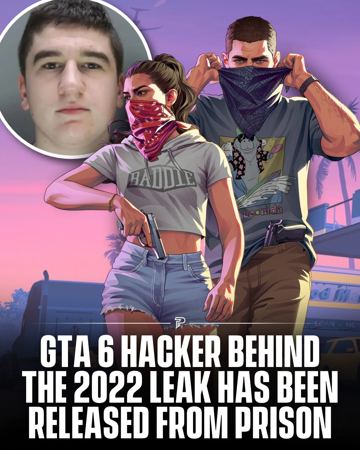 BADDIE
GTA 6 HACKER BEHIND
THE 2022 LEAK HAS BEEN
RELEASED FROM PRISON